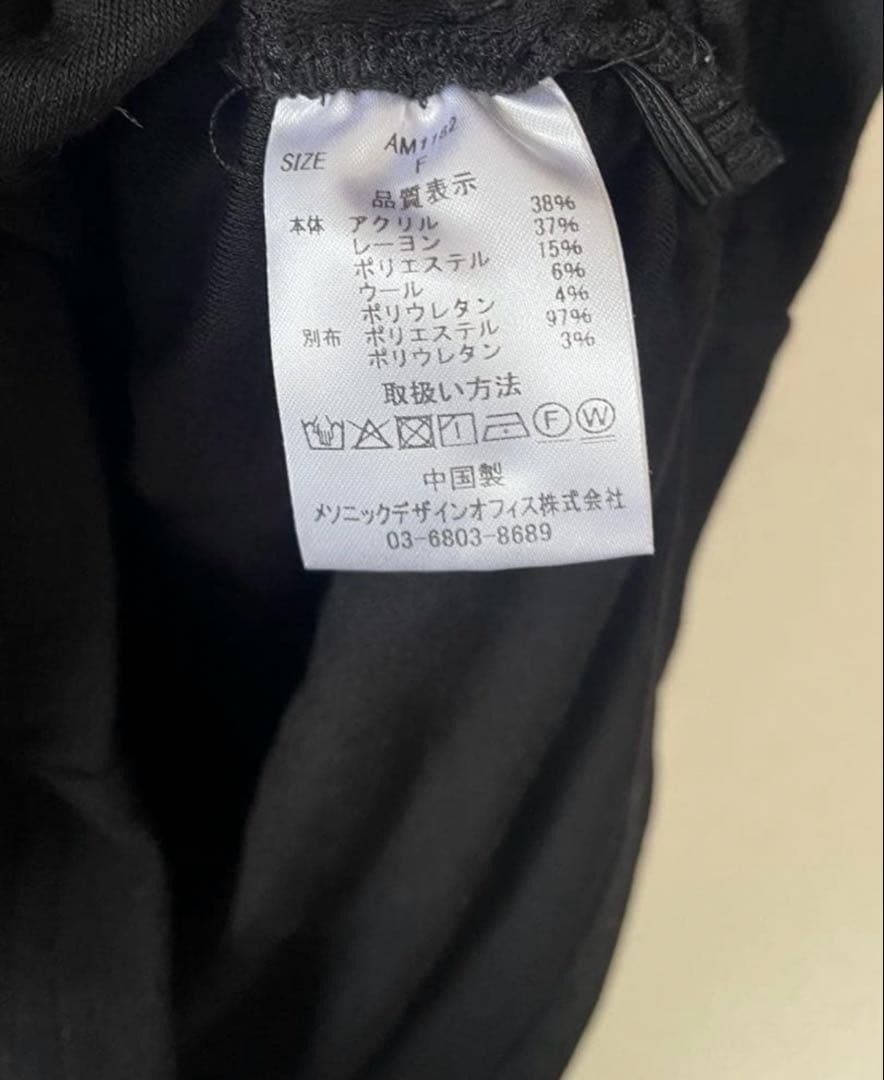 AM1182
SIZE F
品質表示
本体 アクリル 38%
レーヨン 37%
ポリエステル 15%
ウール 6%
ポリウレタン 4%
別布 ポリエステル 97%
ポリウレタン 3%
取扱い方法
F W
中国製
メソニックデザインオフィス株式会社
03-6803-8689